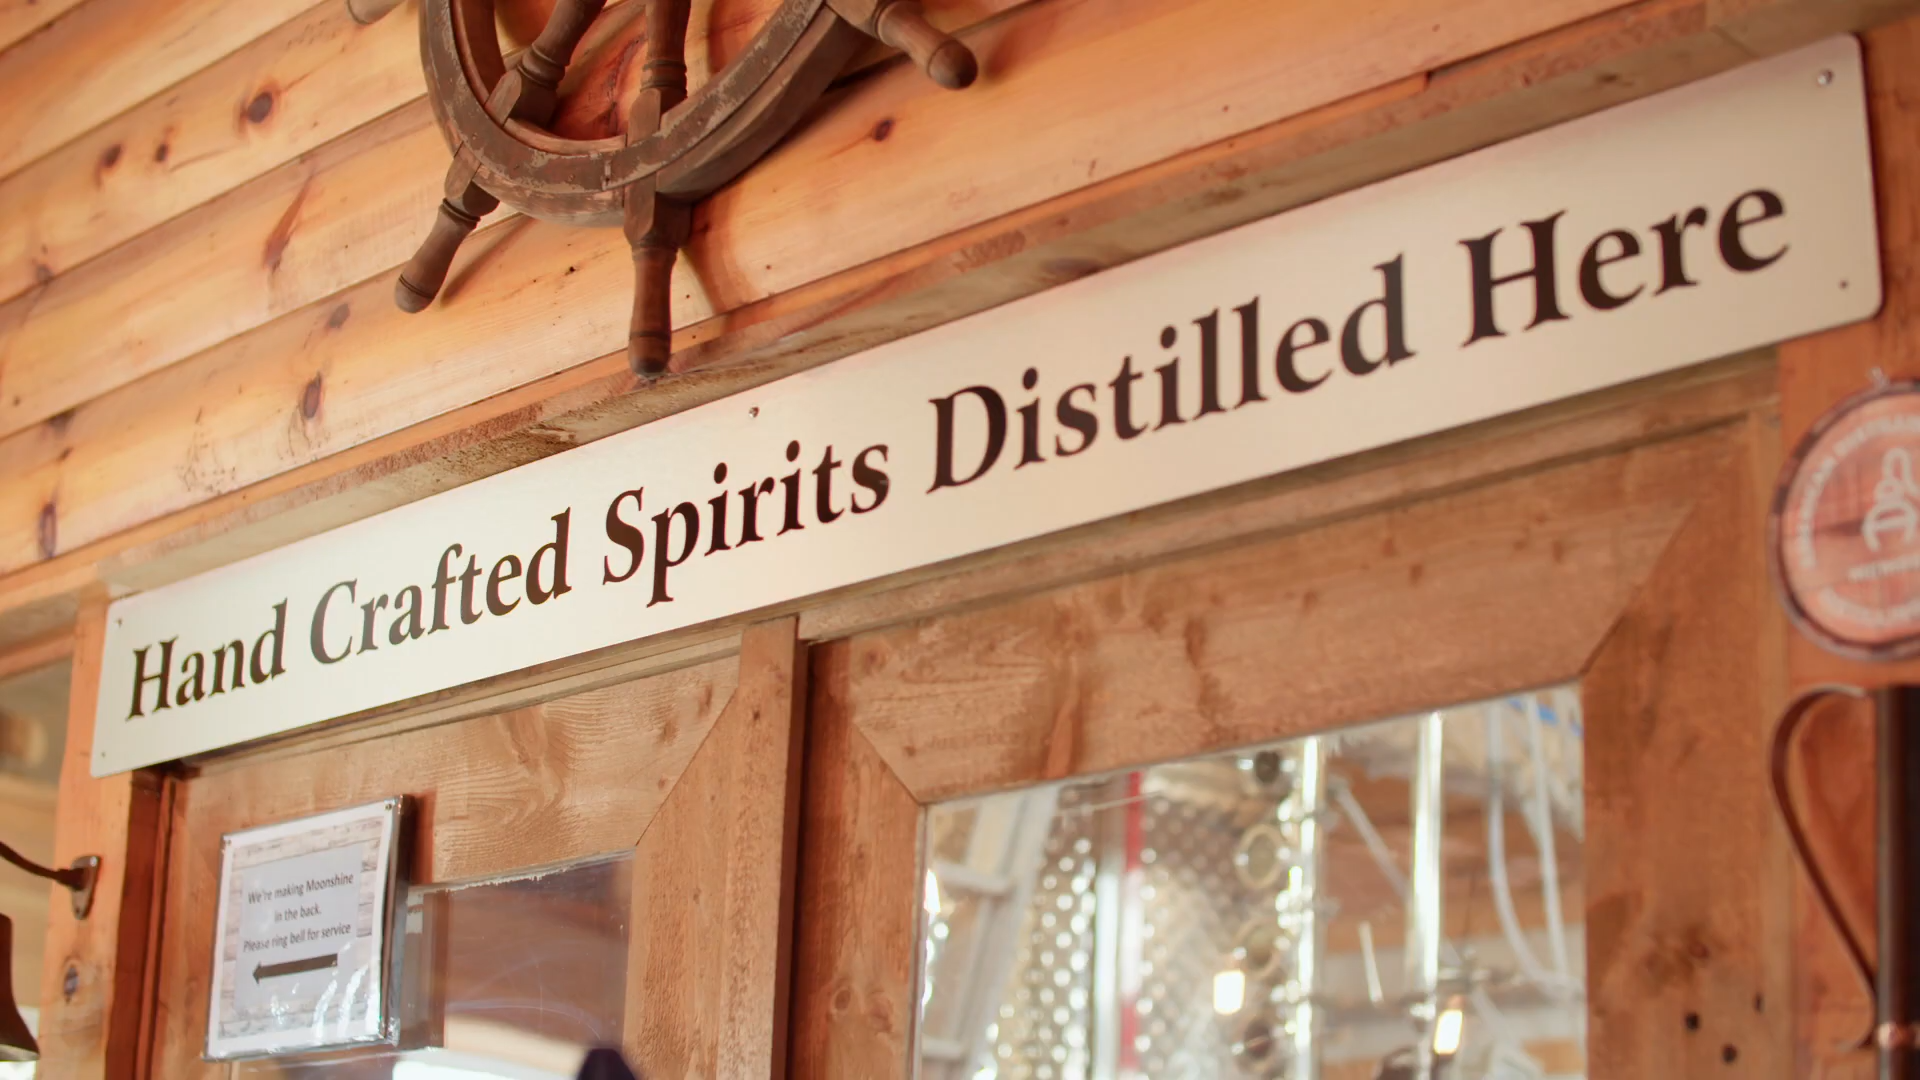 Hand Crafted Spirits Distilled Here
We're making Moonshine
in the back.
Please ring bell for service